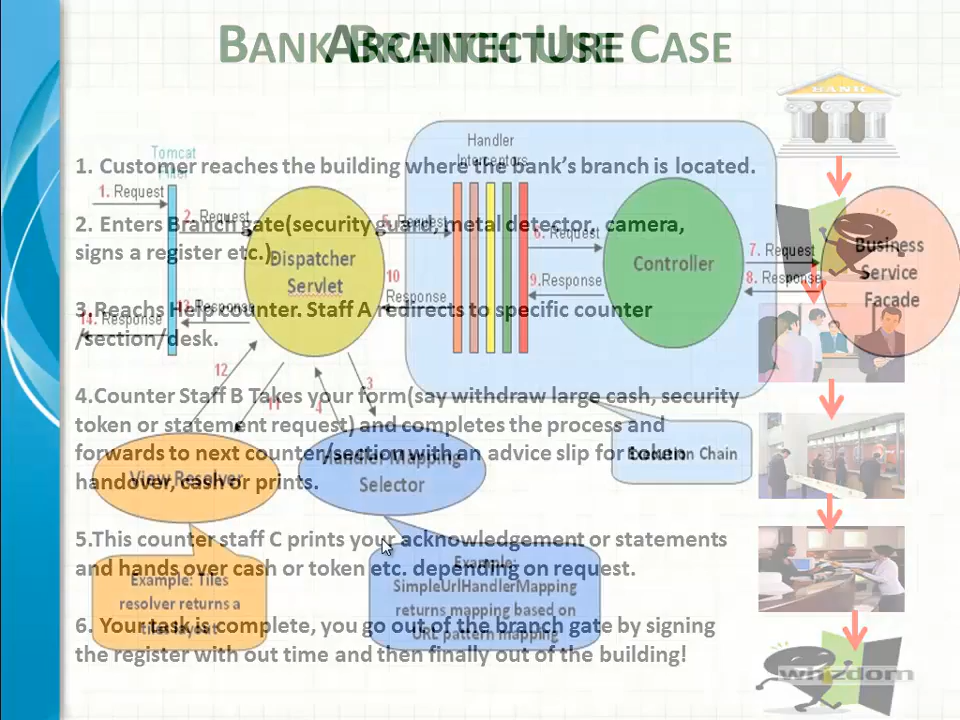 BANK BRANCH USE CASE
ARCHITECTURE
BANK
1. Customer reaches the building where the bank's branch is located.
2. Enters Branch gate(security guard, metal detector, camera,
signs a register etc.).
3.Reachs Help counter. Staff A redirects to specific counter
/section/desk.
4.Counter Staff B Takes your form(say withdraw large cash, security
token or statement request) and completes the process and
forwards to next counter/section with an advice slip for token
handover, cash or prints.
5.This counter staff C prints your acknowledgement or statements
and hands over cash or token etc. depending on request.
6. Your task is complete, you go out of the branch gate by signing
the register with out time and then finally out of the building!
Tomcat
Filter
Handler
Interceptors
1. Request
2. Request
5. Request
6. Request
7. Request
8. Response
9.Response
10
Response
13.Response
14. Response
12
11
4
3
Dispatcher
Servlet
Controller
Business
Service
Facade
View Resolver
Handler Mapping
Selector
Execution Chain
Example: Tiles
resolver returns a
tiles layout
Example:
SimpleUrlHandlerMapping
returns mapping based on
URL pattern mapping
whizdom